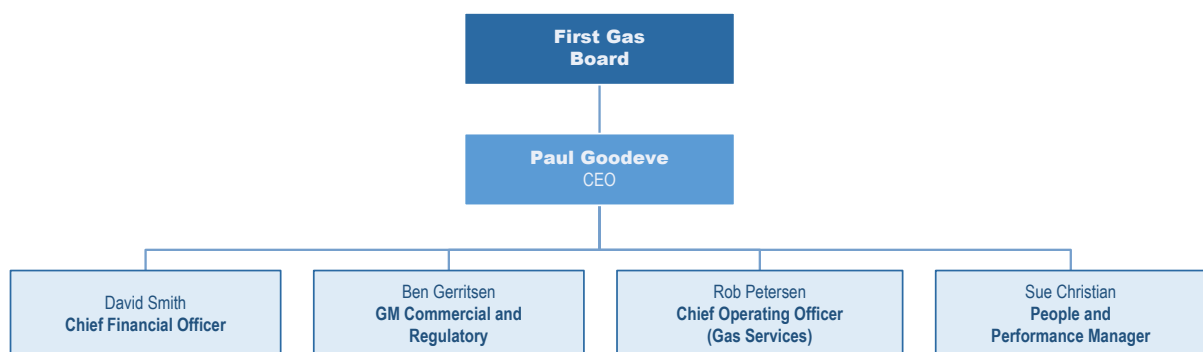 First Gas
Board
Paul Goodeve
CEO
David Smith
Chief Financial Officer
Ben Gerritsen
GM Commercial and
Regulatory
Rob Petersen
Chief Operating Officer
(Gas Services)
Sue Christian
People and
Performance Manager